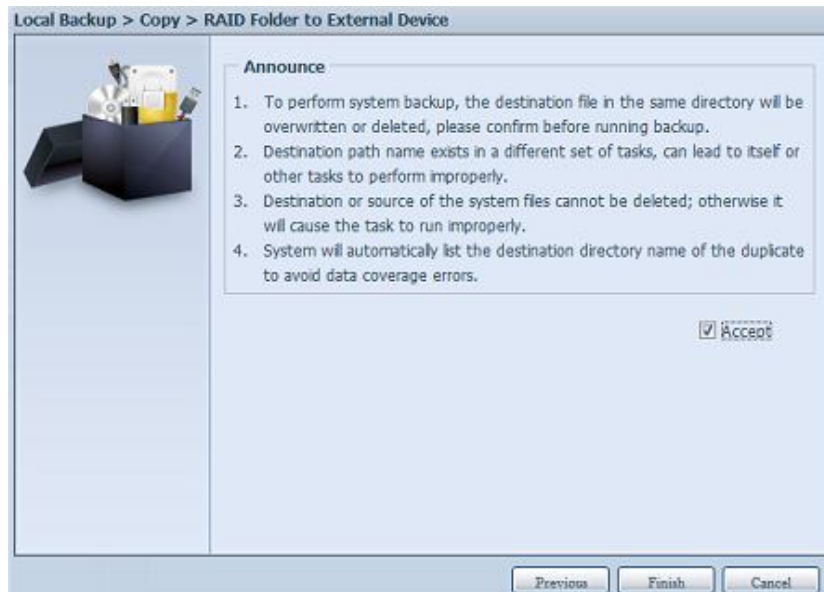 Local Backup > Copy > RAID Folder to External Device
Announce
1. To perform system backup, the destination file in the same directory will be
overwritten or deleted, please confirm before running backup.
2. Destination path name exists in a different set of tasks, can lead to itself or
other tasks to perform improperly.
3. Destination or source of the system files cannot be deleted; otherwise it
will cause the task to run improperly.
4. System will automatically list the destination directory name of the duplicate
to avoid data coverage errors.
Accept
Previous Finish Cancel